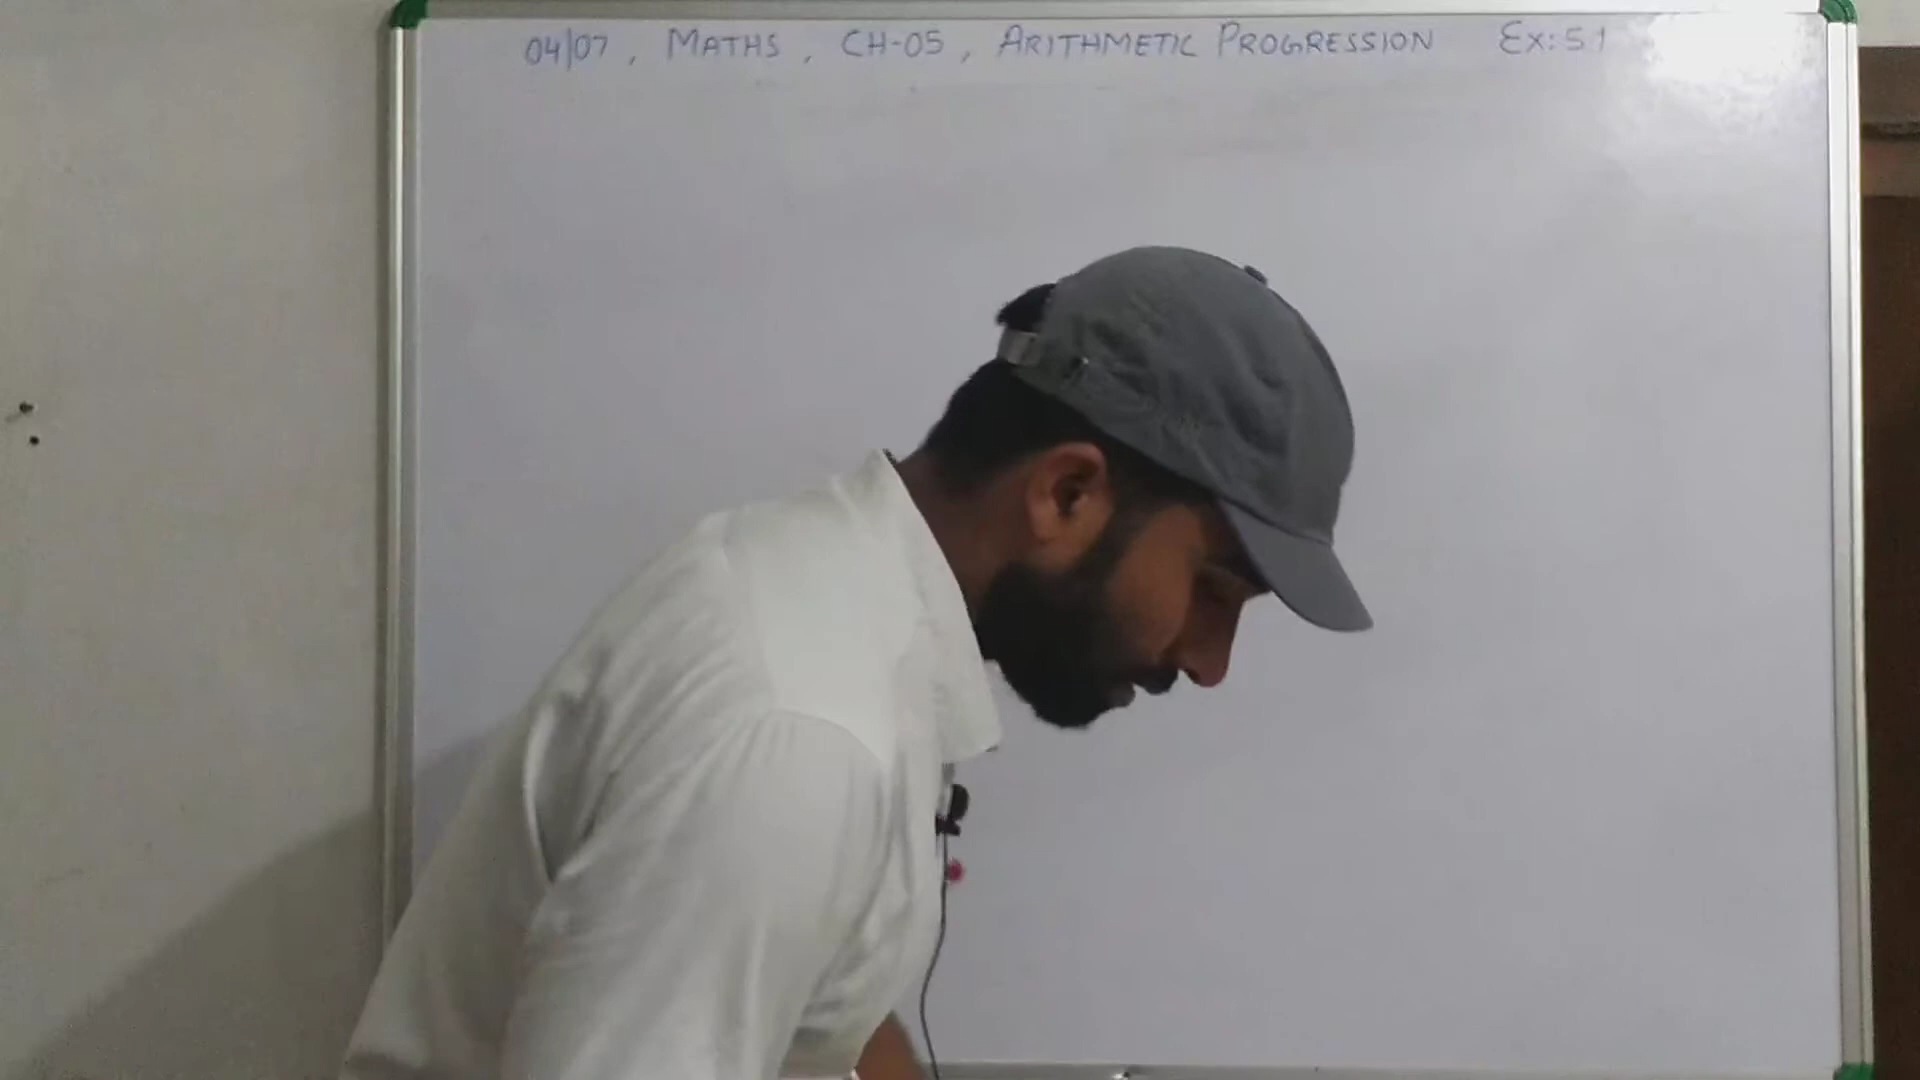 04/07, MATHS, CH-05, ARITHMETIC PROGRESSION Ex: 5.1